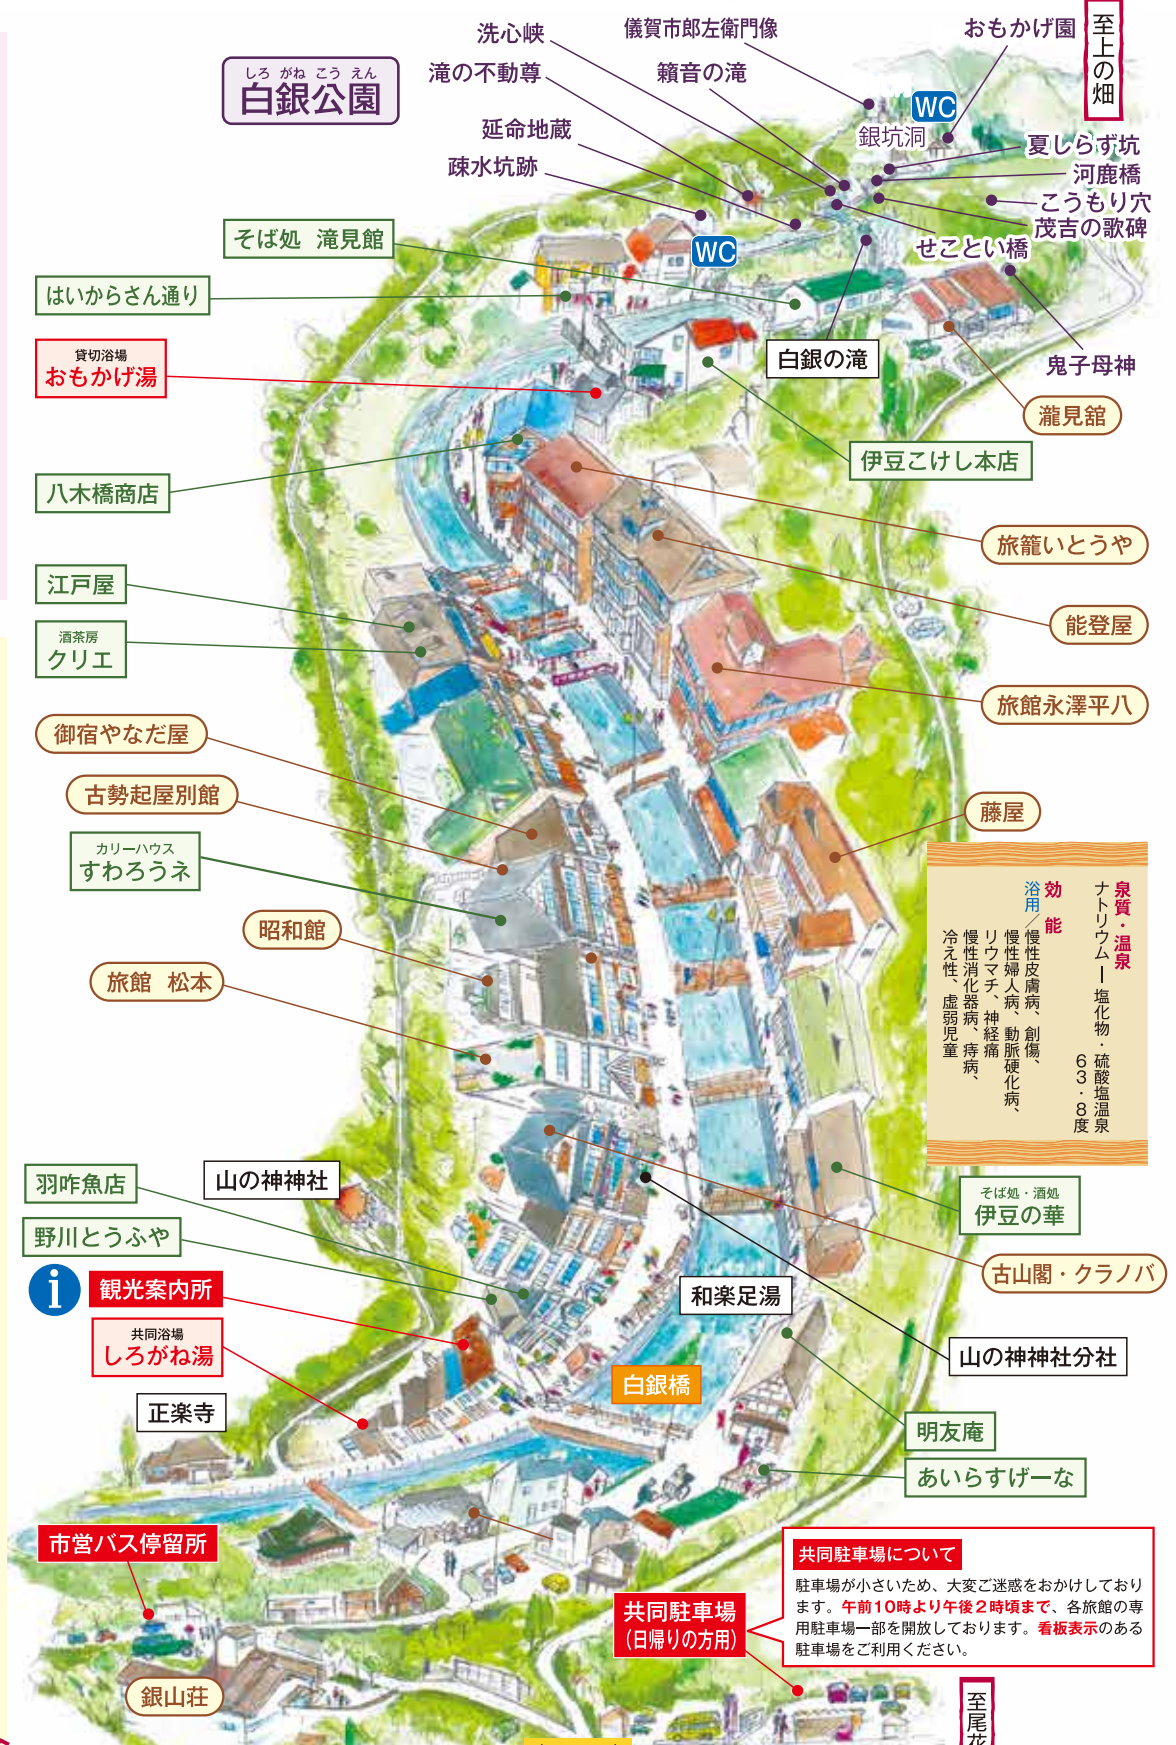 しろ がね こう えん
白銀公園
洗心峡
儀賀市郎左衛門像
おもかげ園
至上の畑
滝の不動尊
籟音の滝
WC
銀坑洞
延命地蔵
夏しらず坑
疎水坑跡
河鹿橋
こうもり穴
茂吉の歌碑
せことい橋
そば処 滝見館
WC
はいからさん通り
白銀の滝
鬼子母神
貸切浴場
おもかげ湯
瀧見舘
伊豆こけし本店
八木橋商店
旅籠いとうや
江戸屋
酒茶房
クリエ
能登屋
旅館永澤平八
御宿やなだ屋
古勢起屋別館
藤屋
カリーハウス
すわろうネ
泉質・温泉
ナトリウム―塩化物・硫酸塩温泉
63・8度
効 能
浴用/慢性皮膚病、創傷、
慢性婦人病、動脈硬化病、
リウマチ、神経痛
慢性消化器病、痔病、
冷え性、虚弱児童
昭和館
旅館 松本
山の神神社
羽咋魚店
そば処・酒処
伊豆の華
野川とうふや
古山閣・クラノバ
i
観光案内所
和楽足湯
共同浴場
しろがね湯
山の神神社分社
白銀橋
正楽寺
明友庵
あいらすげーな
市営バス停留所
共同駐車場について
駐車場が小さいため、大変ご迷惑をおかけしており
ます。午前10時より午後2時頃まで、各旅館の専
用駐車場一部を開放しております。看板表示のある
駐車場をご利用ください。
共同駐車場
(日帰りの方用)
銀山荘
至尾花